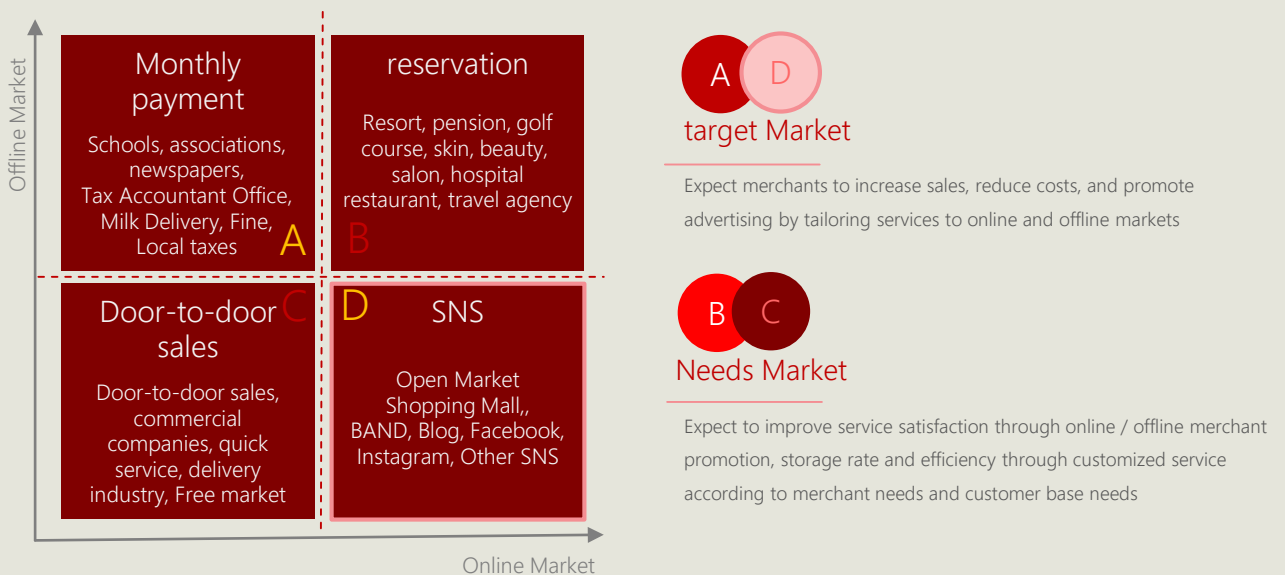 Offline Market
Monthly
payment
Schools, associations,
newspapers,
Tax Accountant Office,
Milk Delivery, Fine,
Local taxes
A
reservation
Resort, pension, golf
course, skin, beauty,
salon, hospital
restaurant, travel agency
B
Door-to-door
sales
C
Door-to-door sales,
commercial
companies, quick
service, delivery
industry, Free market
D
SNS
Open Market
Shopping Mall,,
BAND, Blog, Facebook,
Instagram, Other SNS
Online Market
A
D
target Market
Expect merchants to increase sales, reduce costs, and promote
advertising by tailoring services to online and offline markets
B
C
Needs Market
Expect to improve service satisfaction through online / offline merchant
promotion, storage rate and efficiency through customized service
according to merchant needs and customer base needs